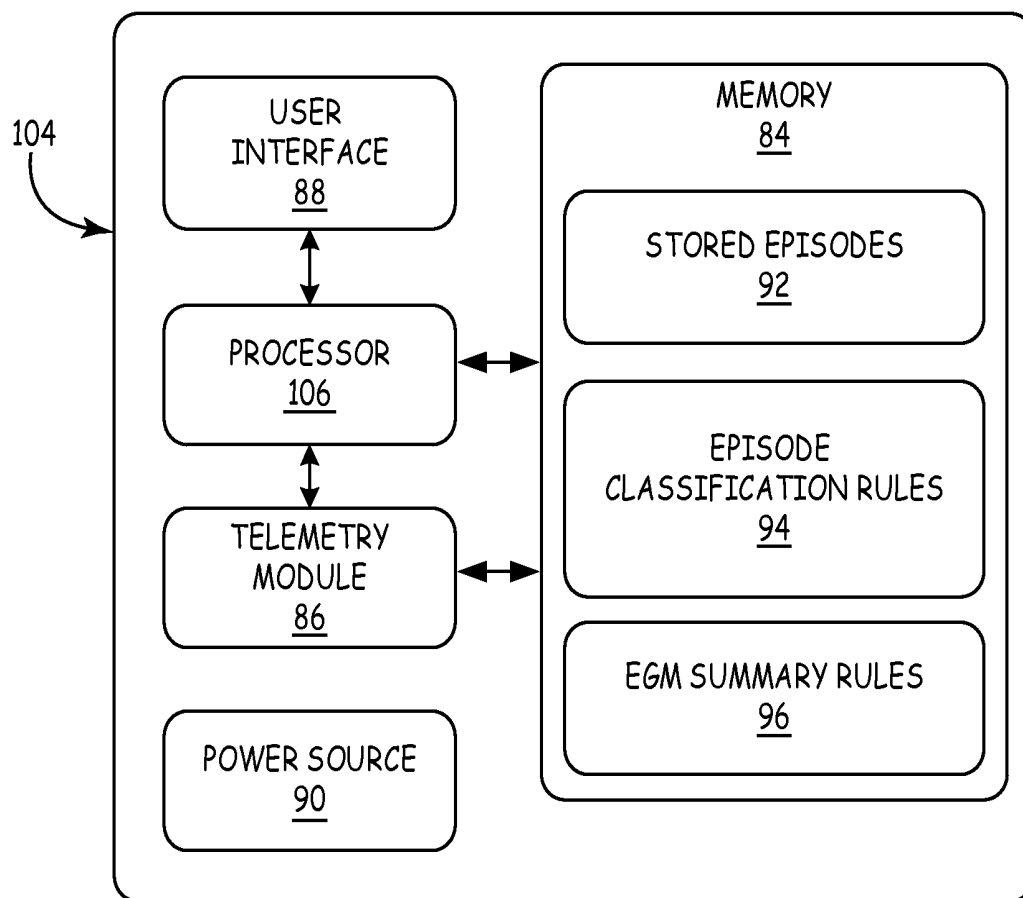 104
USER
INTERFACE
88
PROCESSOR
106
TELEMETRY
MODULE
86
POWER SOURCE
90
MEMORY
84
STORED EPISODES
92
EPISODE
CLASSIFICATION RULES
94
EGM SUMMARY RULES
96